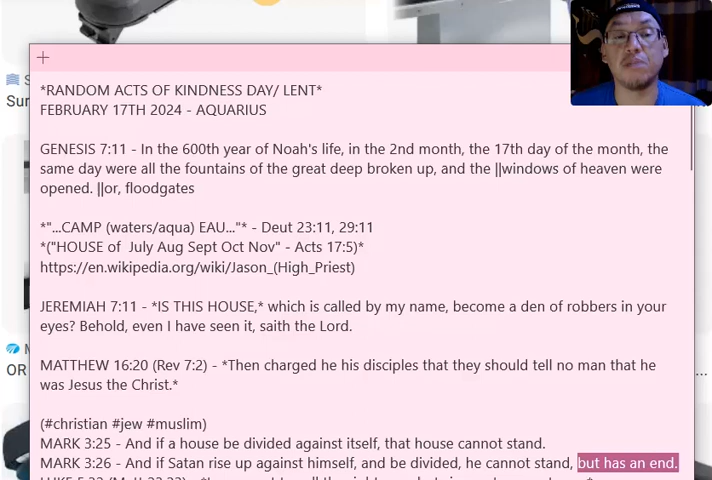 *RANDOM ACTS OF KINDNESS DAY/ LENT*
FEBRUARY 17TH 2024 - AQUARIUS
GENESIS 7:11 - In the 600th year of Noah's life, in the 2nd month, the 17th day of the month, the
same day were all the fountains of the great deep broken up, and the ||windows of heaven were
opened. ||or, floodgates
*"...CAMP (waters/aqua) EAU..."* - Deut 23:11, 29:11
*("HOUSE of  July Aug Sept Oct Nov" - Acts 17:5)*
https://en.wikipedia.org/wiki/Jason_(High_Priest)
JEREMIAH 7:11 - *IS THIS HOUSE,* which is called by my name, become a den of robbers in your
eyes? Behold, even I have seen it, saith the Lord.
MATTHEW 16:20 (Rev 7:2) - *Then charged he his disciples that they should tell no man that he
was Jesus the Christ.*
(#christian #jew #muslim)
MARK 3:25 - And if a house be divided against itself, that house cannot stand.
MARK 3:26 - And if Satan rise up against himself, and be divided, he cannot stand, but has an end.